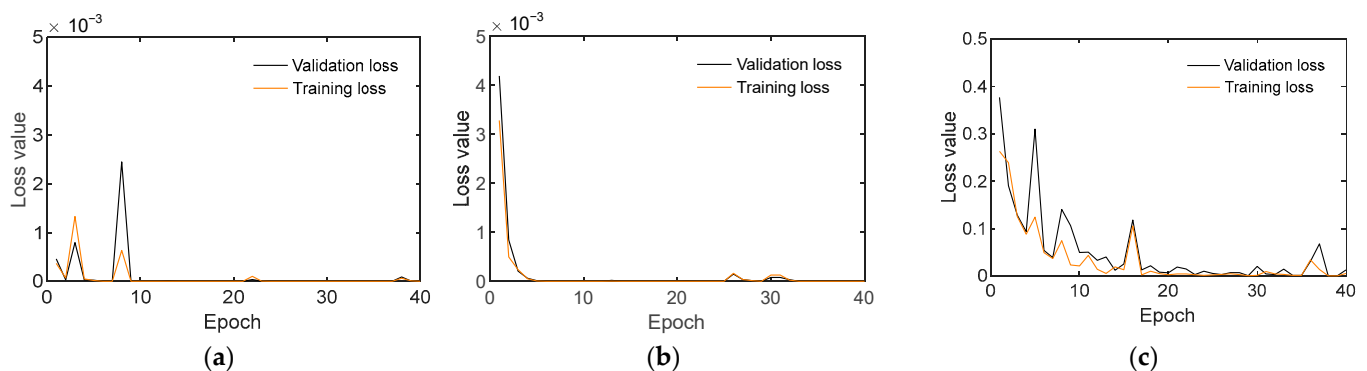 × 10⁻³
5
4
3
2
1
0
Loss value
Validation loss
Training loss
0 10 20 30 40
Epoch
(a)
× 10⁻³
5
4
3
2
1
0
Loss value
Validation loss
Training loss
0 10 20 30 40
Epoch
(b)
0.5
0.4
0.3
0.2
0.1
0
Loss value
Validation loss
Training loss
0 10 20 30 40
Epoch
(c)